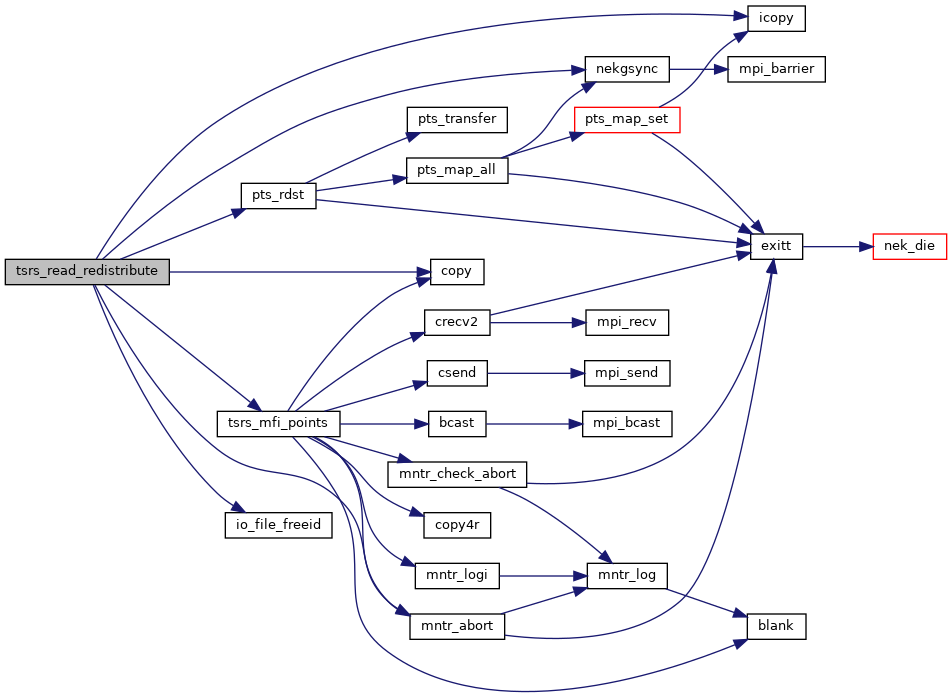 icopy
nekgsync
mpi_barrier
pts_transfer
pts_map_set
pts_map_all
pts_rdst
exitt
nek_die
tsrs_read_redistribute
copy
crecv2
mpi_recv
csend
mpi_send
tsrs_mfi_points
bcast
mpi_bcast
mntr_check_abort
io_file_freeid
copy4r
mntr_logi
mntr_log
mntr_abort
blank